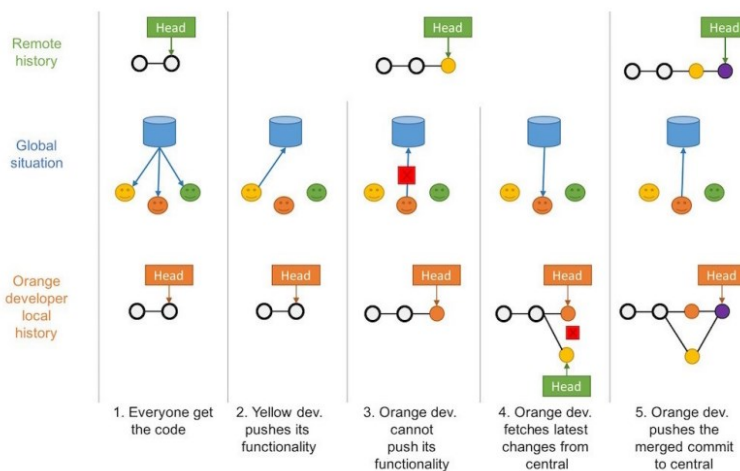 Head
Head
Head
Remote
history
Global
situation
Head
Head
Head
Head
Head
Orange
developer
local
history
Head
1. Everyone get
the code
2. Yellow dev.
pushes its
functionality
3. Orange dev.
cannot
push its
functionality
4. Orange dev.
fetches latest
changes from
central
5. Orange dev.
pushes the
merged commit
to central